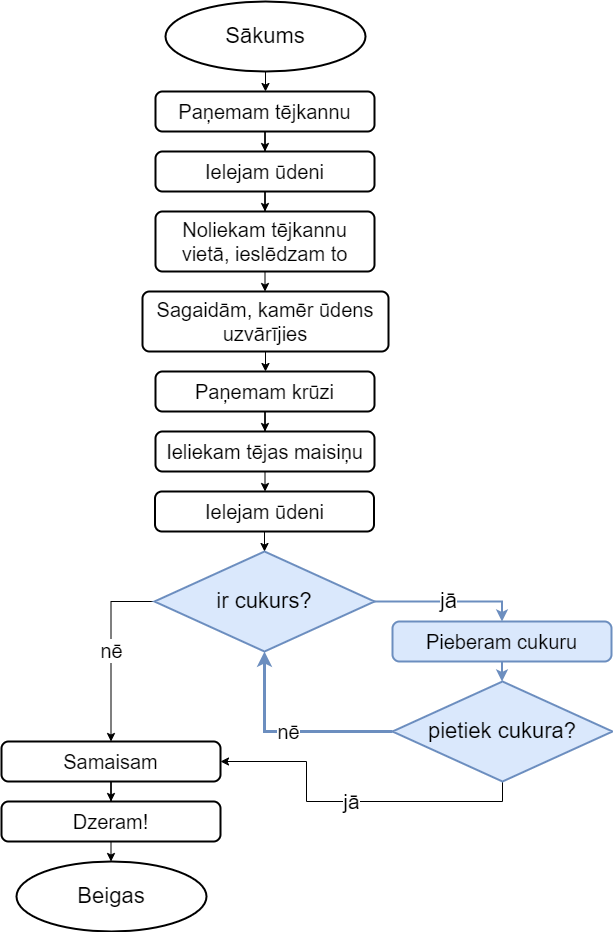 Sākums
Paņemam tējkannu
Ielejam ūdeni
Noliekam tējkannu
vietā, ieslēdzam to
Sagaidām, kamēr ūdens
uzvārījies
Paņemam krūzi
Ieliekam tējas maisiņu
Ielejam ūdeni
ir cukurs?
jā
Pieberam cukuru
nē
pietiek cukura?
nē
Samaisam
jā
Dzeram!
Beigas